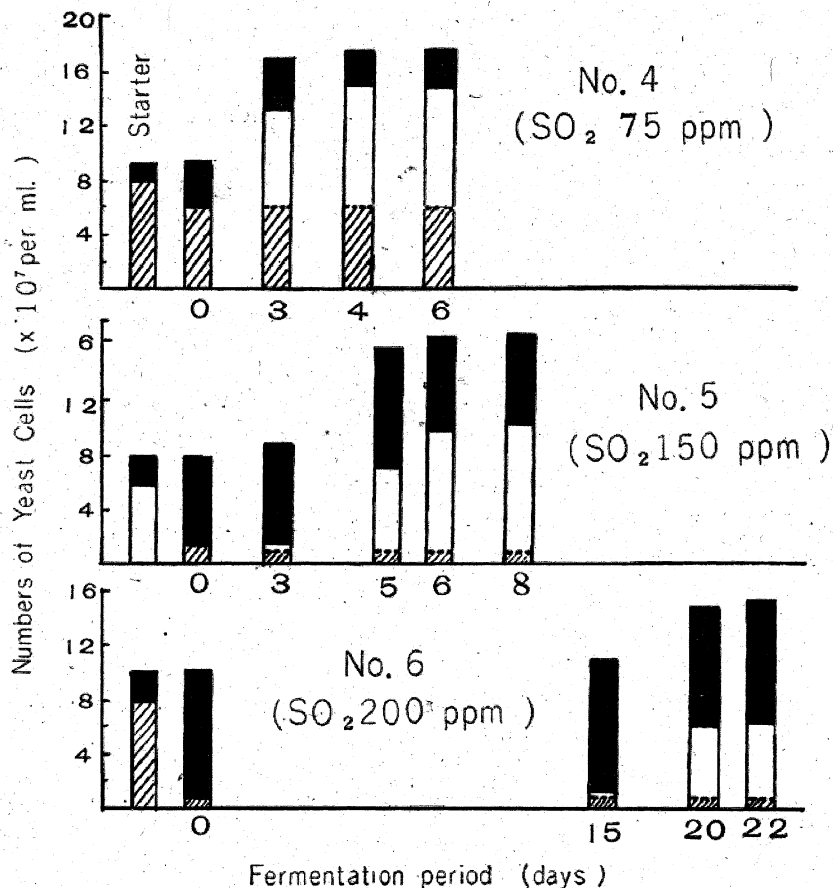 Numbers of Yeast Cells (x 10⁷ per ml.)
20
16
12
8
4
Starter
No. 4
(SO₂ 75 ppm)
0 3 4 6
6
12
8
4
No. 5
(SO₂ 150 ppm)
0 3 5 6 8
16
12
8
4
No. 6
(SO₂ 200 ppm)
0 15 20 22
Fermentation period (days)